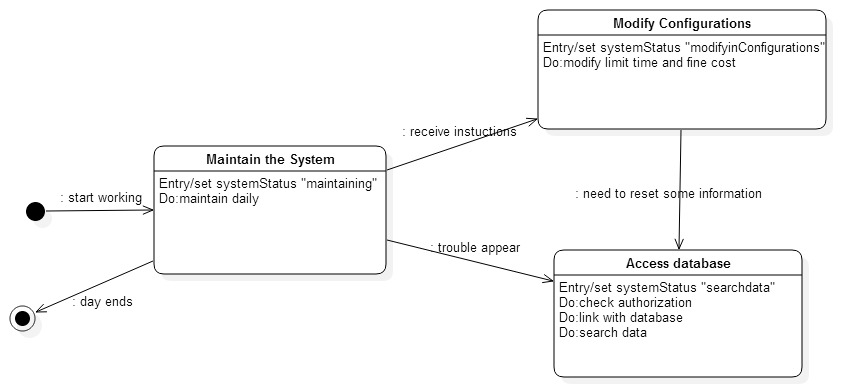 Modify Configurations
Entry/set systemStatus "modifyinConfigurations"
Do:modify limit time and fine cost
: receive instuctions
Maintain the System
Entry/set systemStatus "maintaining"
Do:maintain daily
: start working
: need to reset some information
: trouble appear
Access database
Entry/set systemStatus "searchdata"
Do:check authorization
Do:link with database
Do:search data
: day ends